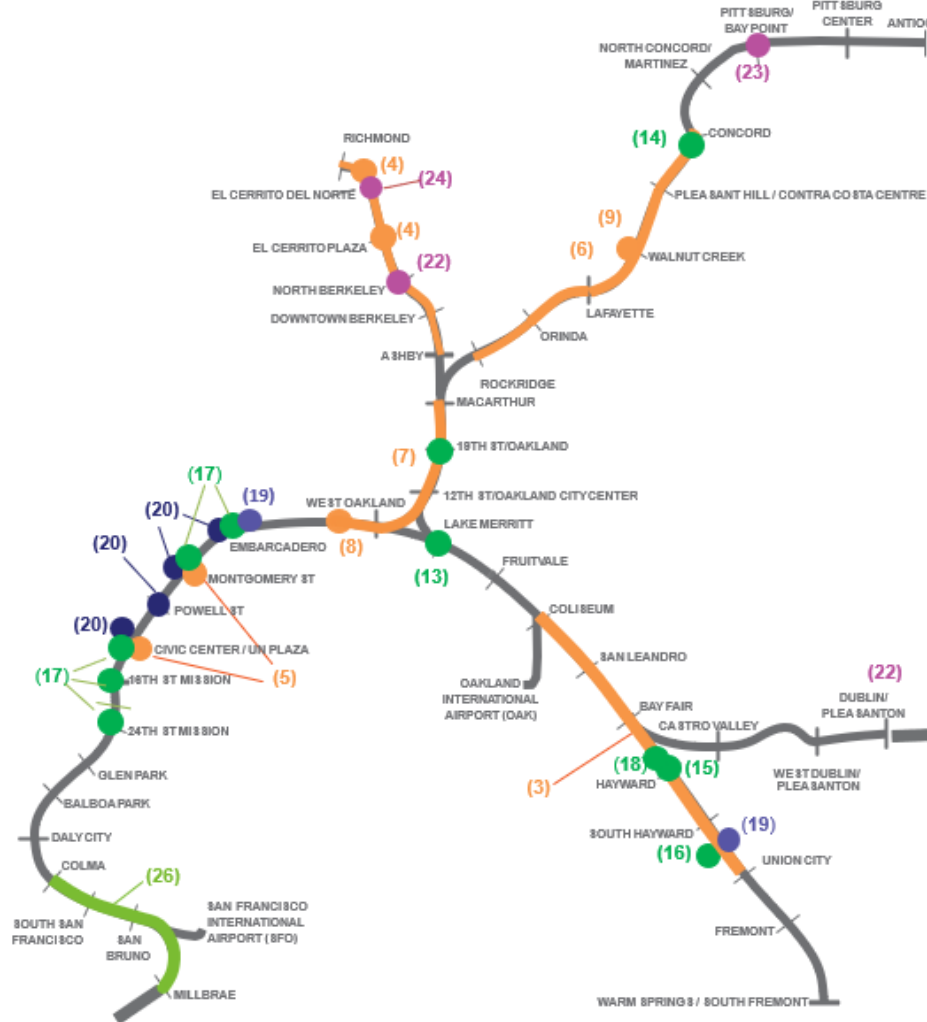 PITTSBURG/
BAY POINT
PITTSBURG
CENTER
ANTIO
NORTH CONCORD/
MARTINEZ
(23)
(14)
CONCORD
RICHMOND
(4)
(24)
EL CERRITO DEL NORTE
PLEASANT HILL / CONTRA COSTA CENTRE
(9)
(4)
EL CERRITO PLAZA
(6)
WALNUT CREEK
(22)
NORTH BERKELEY
LAFAYETTE
DOWNTOWN BERKELEY
ORINDA
ASHBY
ROCKRIDGE
MACARTHUR
19TH ST/OAKLAND
(7)
(17)
12TH ST/OAKLAND CITY CENTER
WEST OAKLAND
(20)
(19)
LAKE MERRITT
EMBARCADERO
(8)
(20)
FRUITVALE
(13)
MONTGOMERY ST
POWELL ST
COLISEUM
(20)
CIVIC CENTER / UN PLAZA
SAN LEANDRO
(17)
16TH ST MISSION
(5)
OAKLAND
INTERNATIONAL
AIRPORT (OAK)
(22)
DUBLIN/
PLEASANTON
BAY FAIR
CASTRO VALLEY
24TH ST MISSION
(18)
(15)
GLEN PARK
HAYWARD
(3)
WEST DUBLIN/
PLEASANTON
BALBOA PARK
DALY CITY
SOUTH HAYWARD
(19)
(16)
COLMA
UNION CITY
(26)
SOUTH SAN
FRANCISCO
SAN
BRUNO
SAN FRANCISCO
INTERNATIONAL
AIRPORT (SFO)
FREMONT
MILLBRAE
WARM SPRINGS / SOUTH FREMONT